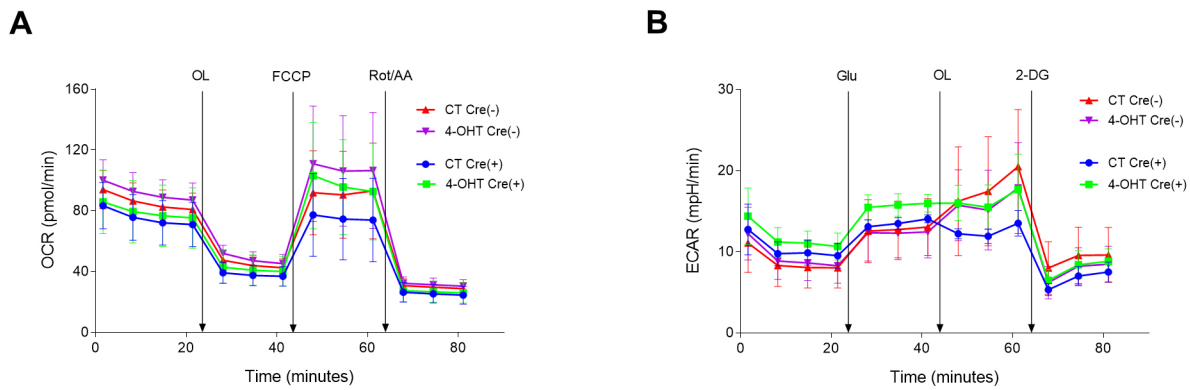 A
B
OL FCCP Rot/AA
Glu OL 2-DG
160
120
80
40
0
OCR (pmol/min)
0 20 40 60 80
Time (minutes)
CT Cre(-)
4-OHT Cre(-)
CT Cre(+)
4-OHT Cre(+)
30
20
10
0
ECAR (mpH/min)
0 20 40 60 80
Time (minutes)
CT Cre(-)
4-OHT Cre(-)
CT Cre(+)
4-OHT Cre(+)